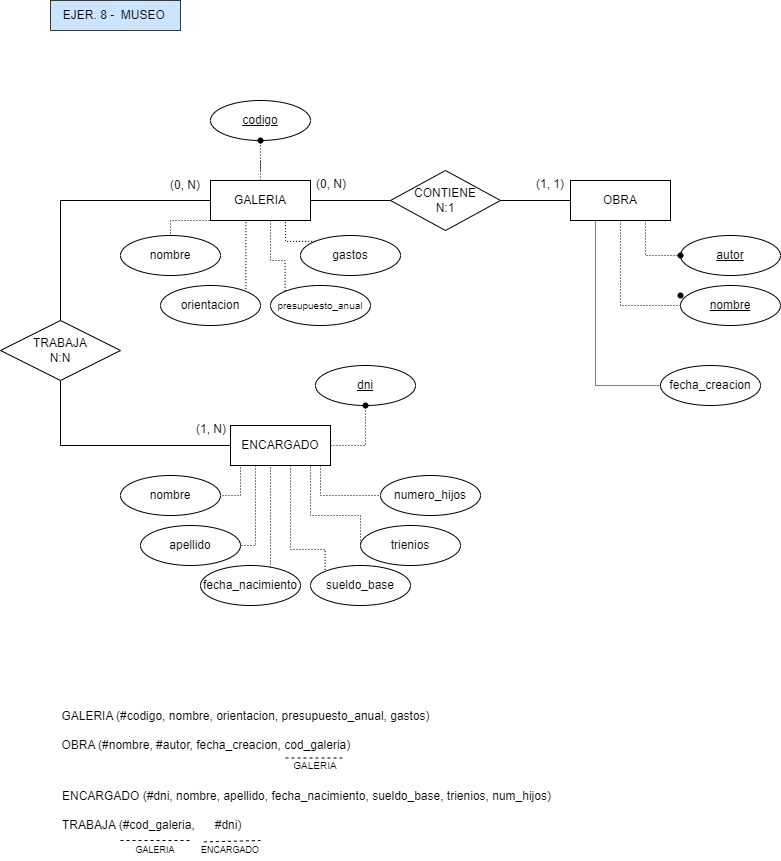 EJER. 8 -  MUSEO
codigo
(0, N)
GALERIA
(0, N)
CONTIENE
N:1
(1, 1)
OBRA
nombre
gastos
autor
orientacion
presupuesto_anual
nombre
TRABAJA
N:N
dni
fecha_creacion
(1, N)
ENCARGADO
nombre
numero_hijos
apellido
trienios
fecha_nacimiento
sueldo_base
GALERIA (#codigo, nombre, orientacion, presupuesto_anual, gastos)
OBRA (#nombre, #autor, fecha_creacion, cod_galeria)
GALERIA
ENCARGADO (#dni, nombre, apellido, fecha_nacimiento, sueldo_base, trienios, num_hijos)
TRABAJA (#cod_galeria, #dni)
GALERIA ENCARGADO